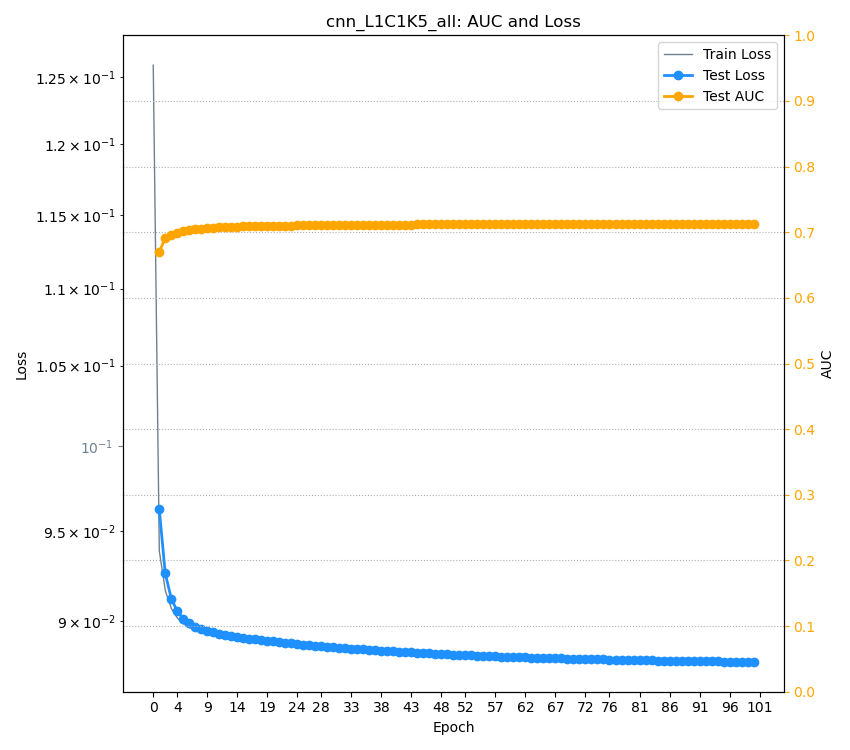 cnn_L1C1K5_all: AUC and Loss
Train Loss
Test Loss
Test AUC
Loss
1.25 × 10⁻¹
1.2 × 10⁻¹
1.15 × 10⁻¹
1.1 × 10⁻¹
1.05 × 10⁻¹
10⁻¹
9.5 × 10⁻²
9 × 10⁻²
AUC
1.0
0.9
0.8
0.7
0.6
0.5
0.4
0.3
0.2
0.1
0.0
0 4 9 14 19 24 28 33 38 43 48 52 57 62 67 72 76 81 86 91 96 101
Epoch